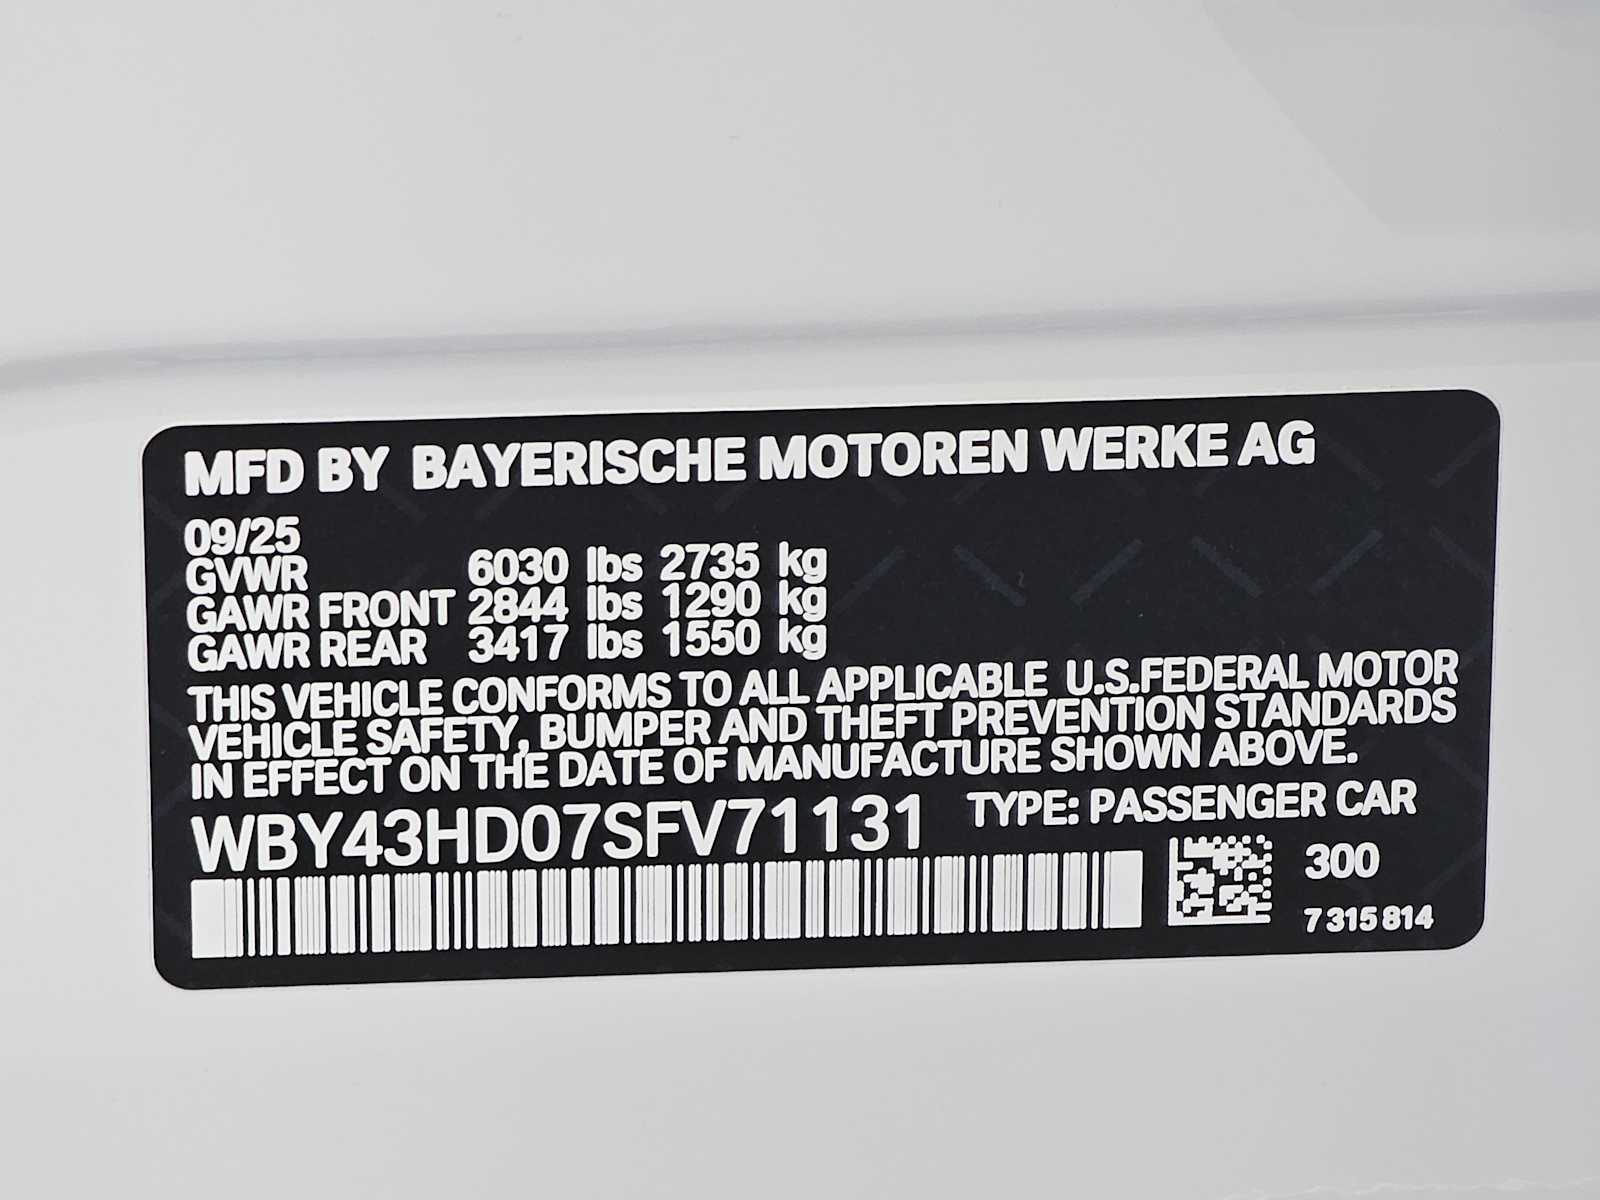 MFD BY BAYERISCHE MOTOREN WERKE AG
09/25
GVWR 6030 lbs 2735 kg
GAWR FRONT 2844 lbs 1290 kg
GAWR REAR 3417 lbs 1550 kg
THIS VEHICLE CONFORMS TO ALL APPLICABLE U.S.FEDERAL MOTOR
VEHICLE SAFETY, BUMPER AND THEFT PREVENTION STANDARDS
IN EFFECT ON THE DATE OF MANUFACTURE SHOWN ABOVE.
WBY43HD07SFV71131 TYPE: PASSENGER CAR
300
7 315 814